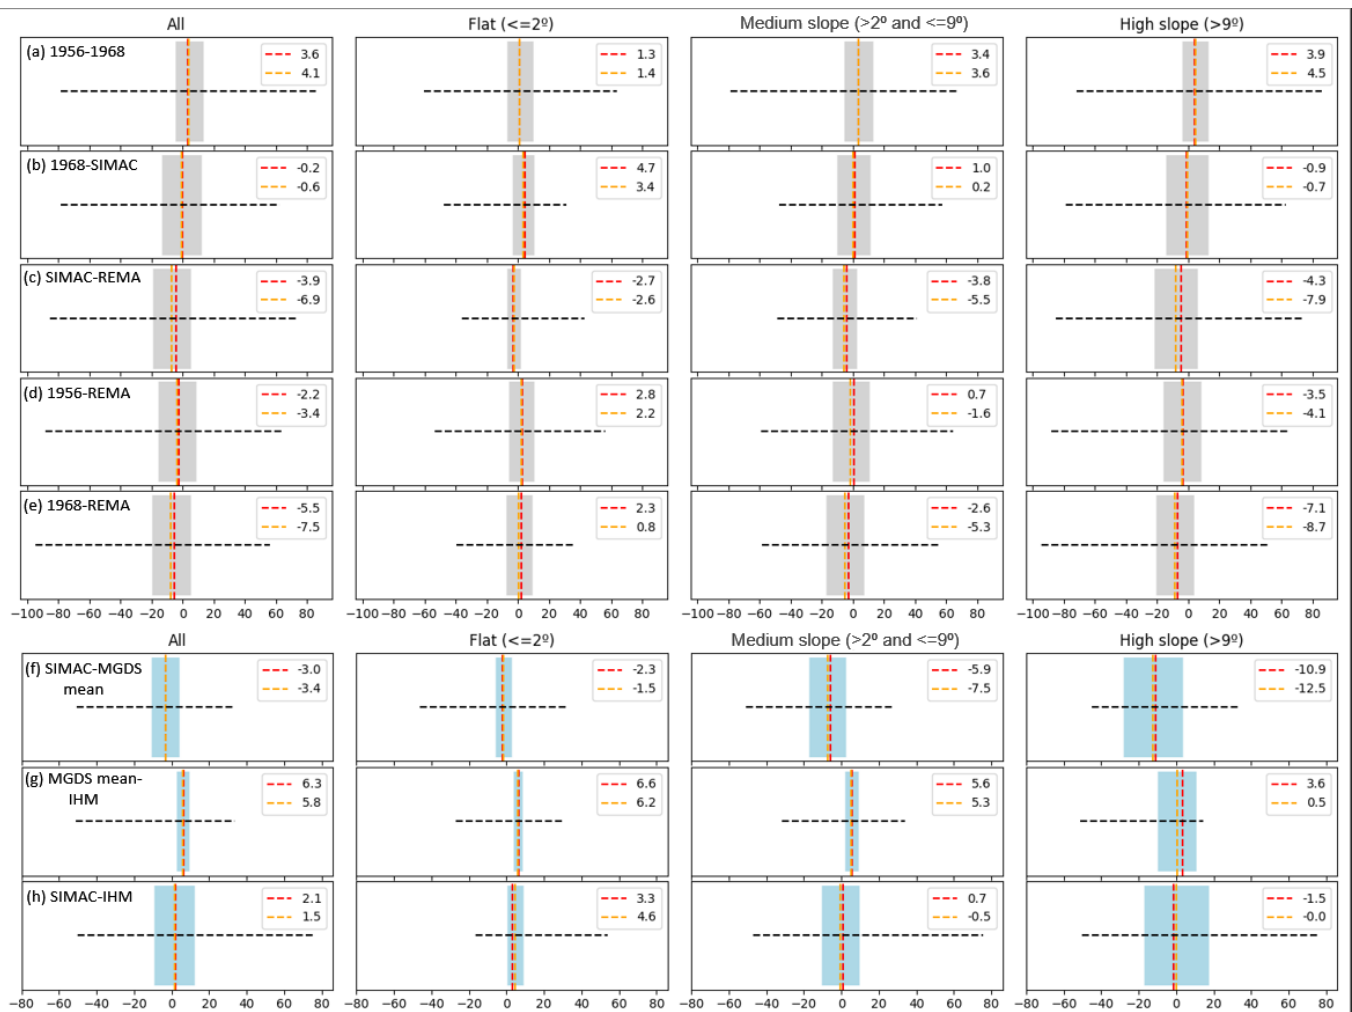 All Flat (<=2º) Medium slope (>2º and <=9º) High slope (>9º)
(a) 1956-1968
3.6 1.3 3.4 3.9
4.1 1.4 3.6 4.5
(b) 1968-SIMAC
-0.2 4.7 1.0 -0.9
-0.6 3.4 0.2 -0.7
(c) SIMAC-REMA
-3.9 -2.7 -3.8 -4.3
-6.9 -2.6 -5.5 -7.9
(d) 1956-REMA
-2.2 2.8 0.7 -3.5
-3.4 2.2 -1.6 -4.1
(e) 1968-REMA
-5.5 2.3 -2.6 -7.1
-7.5 0.8 -5.3 -8.7
-100 -80 -60 -40 -20 0 20 40 60 80 -100 -80 -60 -40 -20 0 20 40 60 80 -100 -80 -60 -40 -20 0 20 40 60 80 -100 -80 -60 -40 -20 0 20 40 60 80
All Flat (<=2º) Medium slope (>2º and <=9º) High slope (>9º)
(f) SIMAC-MGDS
mean
-3.0 -2.3 -5.9 -10.9
-3.4 -1.5 -7.5 -12.5
(g) MGDS mean-
IHM
6.3 6.6 5.6 3.6
5.8 6.2 5.3 0.5
(h) SIMAC-IHM
2.1 3.3 0.7 -1.5
1.5 4.6 -0.5 -0.0
-80 -60 -40 -20 0 20 40 60 80 -80 -60 -40 -20 0 20 40 60 80 -80 -60 -40 -20 0 20 40 60 80 -80 -60 -40 -20 0 20 40 60 80